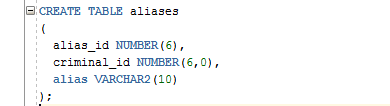 CREATE TABLE aliases
(
alias_id NUMBER(6),
criminal_id NUMBER(6,0),
alias VARCHAR2(10)
);